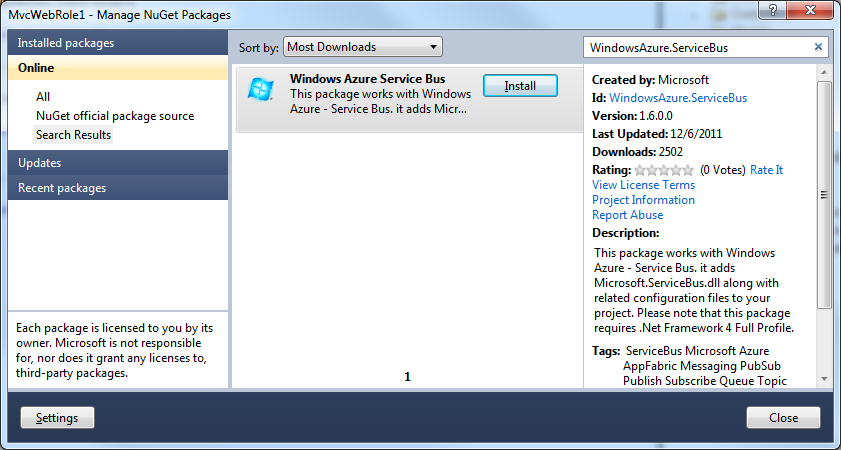 MvcWebRole1 - Manage NuGet Packages
Installed packages
Online
All
NuGet official package source
Search Results
Updates
Recent packages
Each package is licensed to you by its
owner. Microsoft is not responsible
for, nor does it grant any licenses to,
third-party packages.
Sort by: Most Downloads
Windows Azure Service Bus
This package works with Windows
Azure - Service Bus. it adds Micr...
Install
1
WindowsAzure.ServiceBus
Created by: Microsoft
Id: WindowsAzure.ServiceBus
Version: 1.6.0.0
Last Updated: 12/6/2011
Downloads: 2502
Rating: (0 Votes) Rate It
View License Terms
Project Information
Report Abuse
Description:
This package works with Windows
Azure - Service Bus. it adds
Microsoft.ServiceBus.dll along with
related configuration files to your
project. Please note that this package
requires .Net Framework 4 Full Profile.
Tags: ServiceBus Microsoft Azure
AppFabric Messaging PubSub
Publish Subscribe Queue Topic
Settings
Close